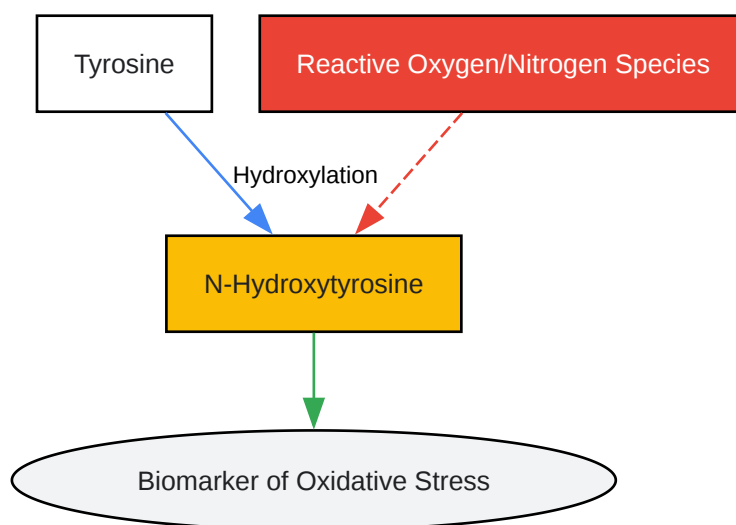 Tyrosine
Reactive Oxygen/Nitrogen Species
Hydroxylation
N-Hydroxytyrosine
Biomarker of Oxidative Stress